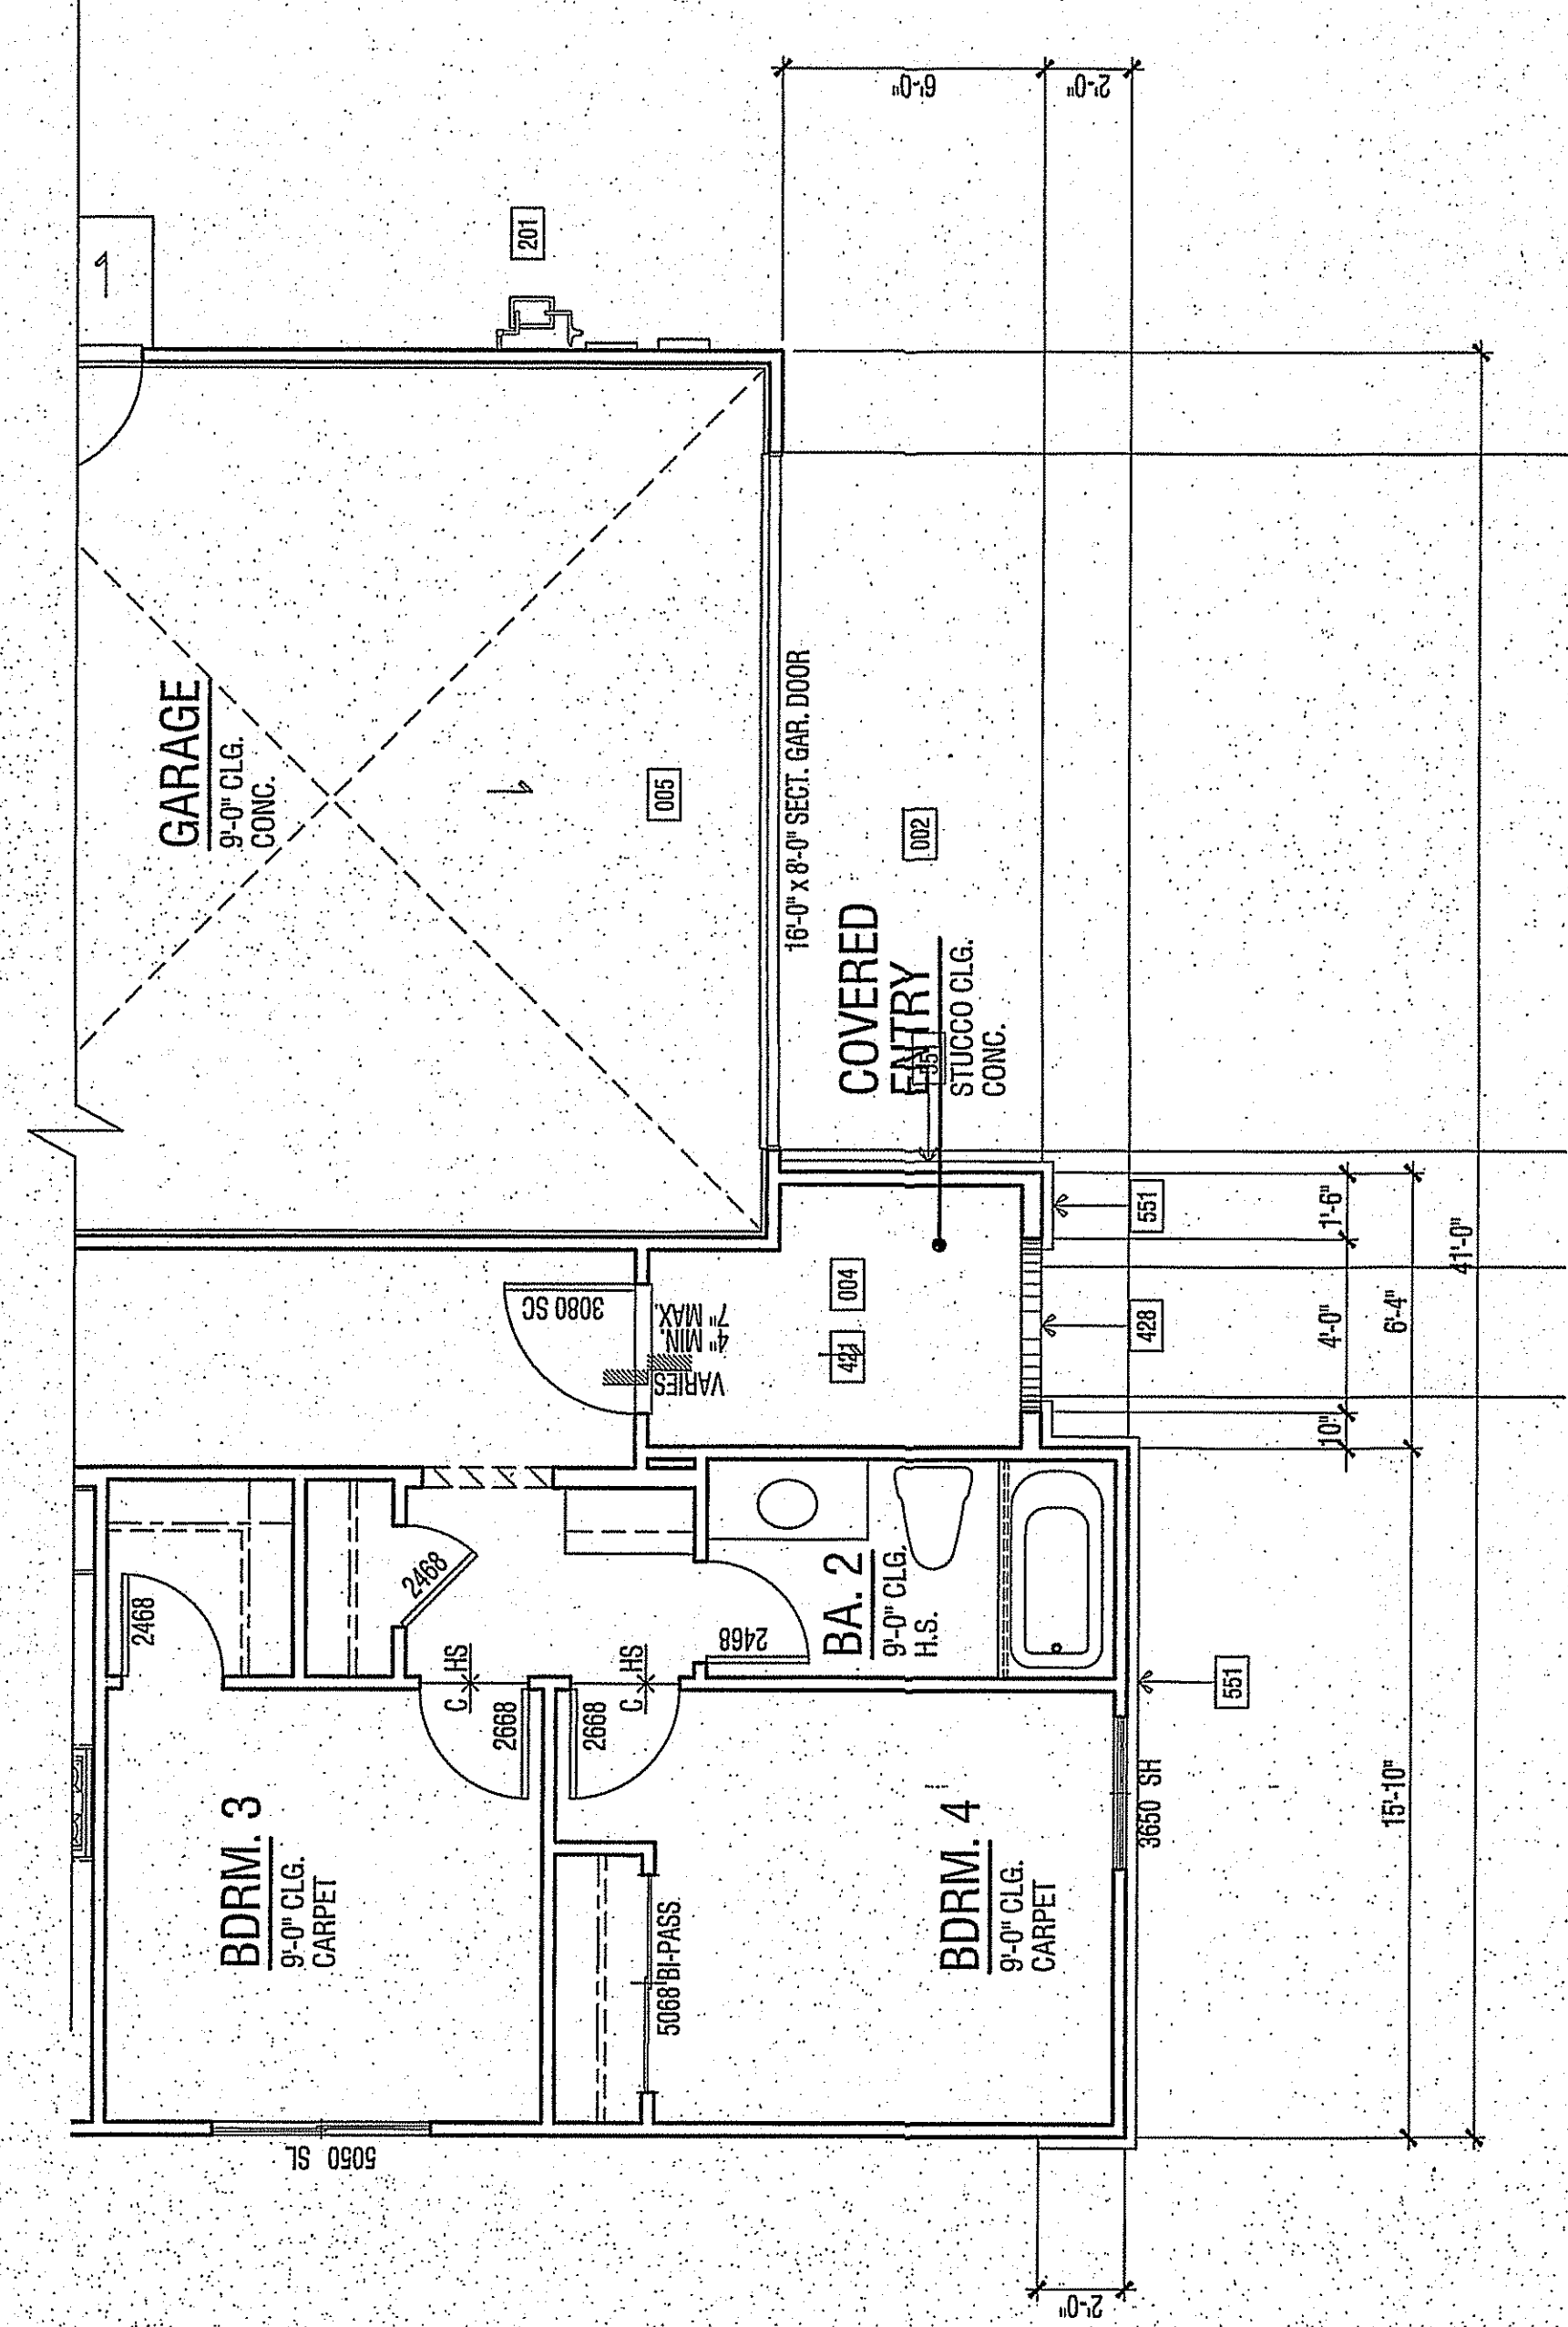 GARAGE
9'-0" CLG.
CONC.
201
005
16'-0" x 8'-0" SECT. GAR. DOOR
002
COVERED
ENTRY
STUCCO CLG.
CONC.
551
6'-0"
2'-0"
3080 SC
VARIES
4" MIN.
7" MAX.
004
421
428
1'-6"
4'-0"
10"
6'-4"
41'-0"
15'-10"
2468
2468
2468
C HS
C HS
2668
2668
BA. 2
9'-0" CLG.
H.S.
551
BDRM. 3
9'-0" CLG.
CARPET
5050 SL
5068 BI-PASS
BDRM. 4
9'-0" CLG.
CARPET
3650 SH
2'-0"